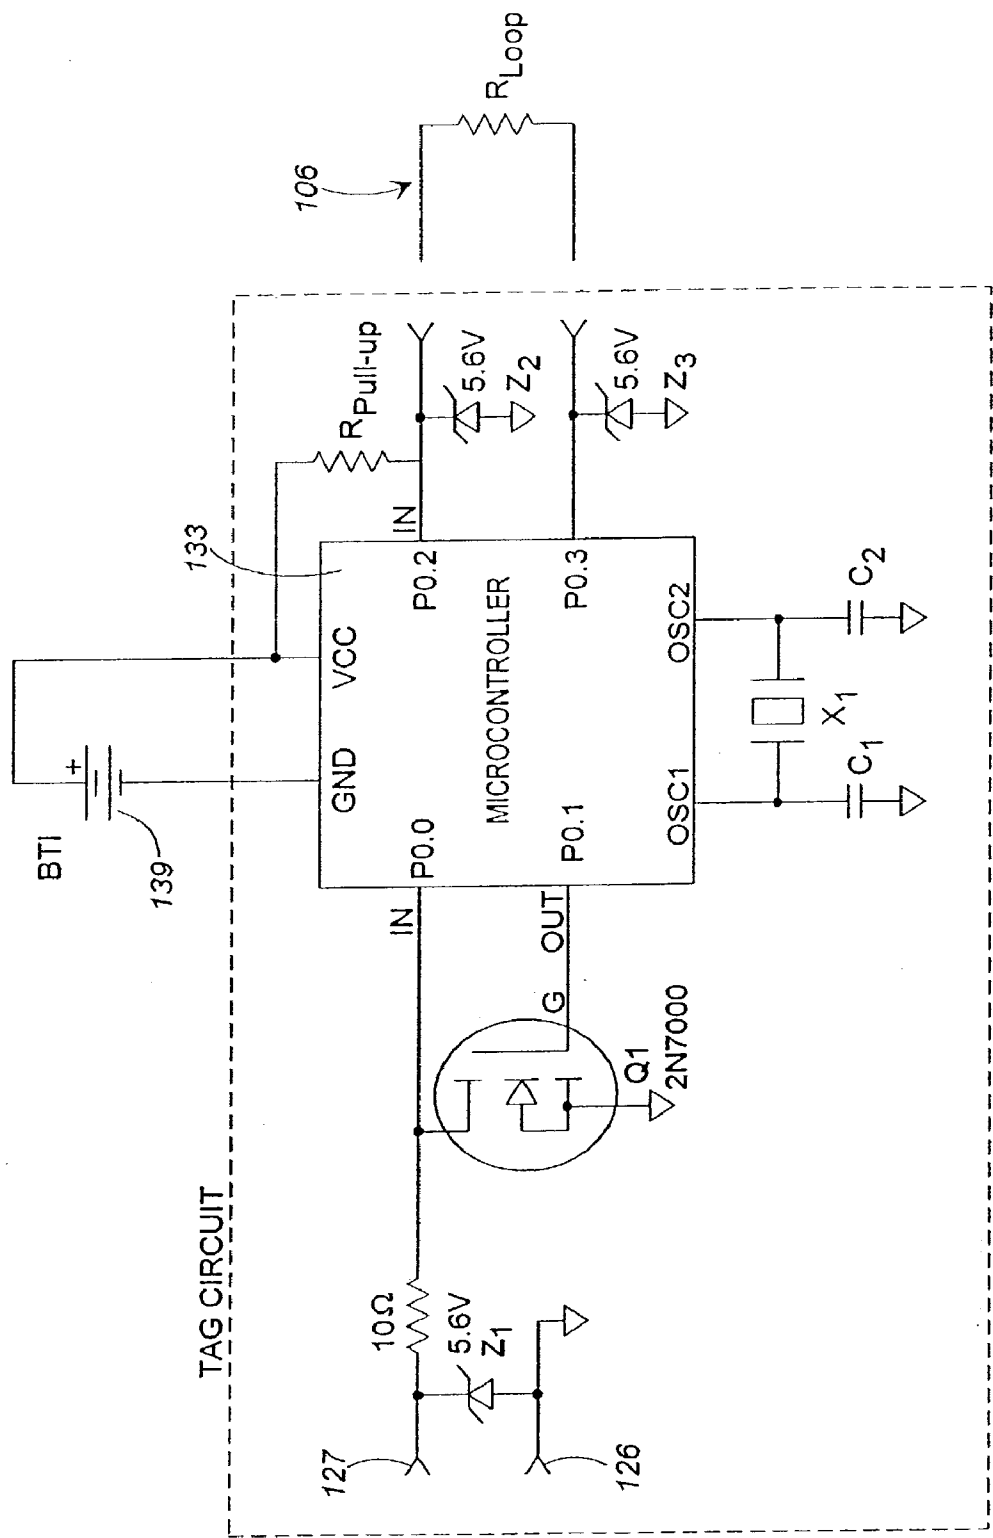 TAG CIRCUIT
127
126
10Ω
5.6V
Z1
Q1
2N7000
G
IN
OUT
BTI
139
+
133
GND
VCC
P0.0
P0.1
MICROCONTROLLER
P0.2
P0.3
OSC1
OSC2
C1
X1
C2
IN
RPull-up
5.6V
Z2
5.6V
Z3
106
RLoop